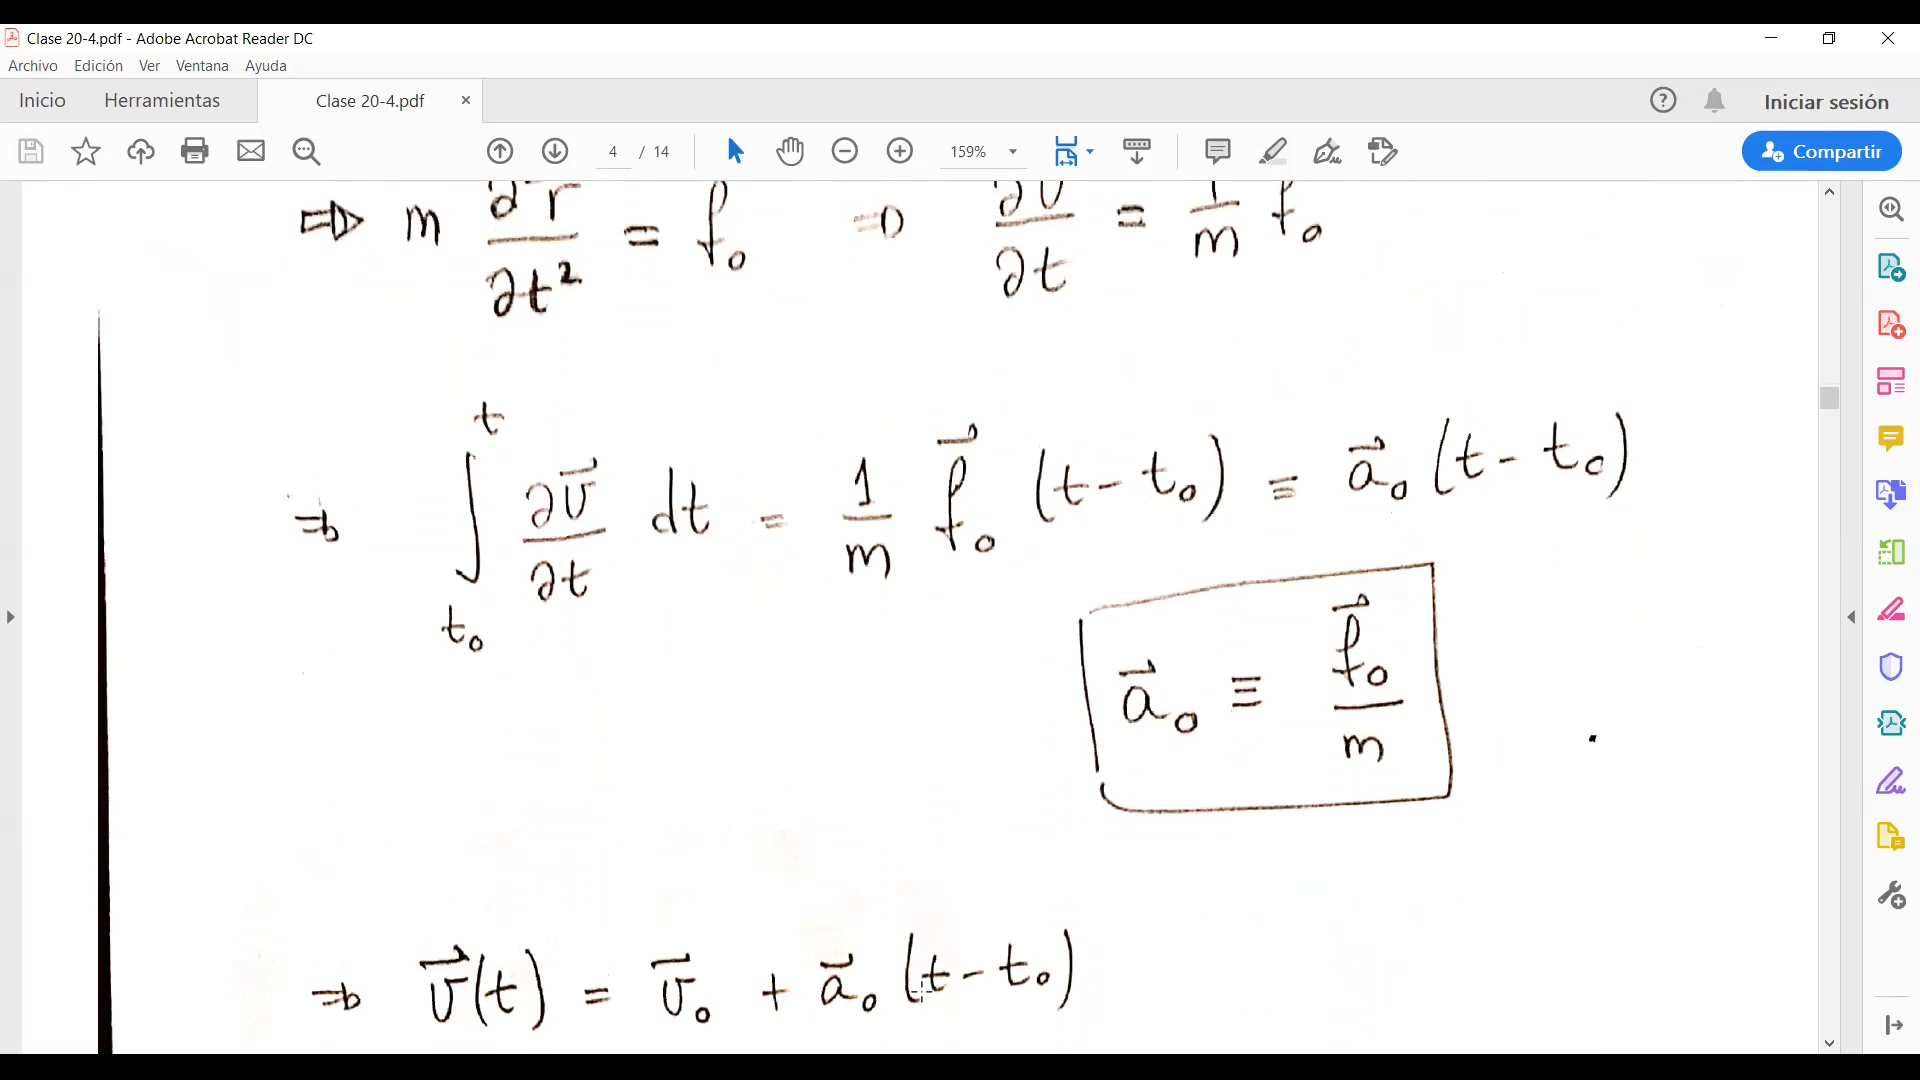 Clase 20-4.pdf - Adobe Acrobat Reader DC
Archivo Edición Ver Ventana Ayuda
Inicio Herramientas Clase 20-4.pdf × Iniciar sesión
4 / 14 159% Compartir
⇒ m ∂²r/∂t² = f₀ ⇒ ∂v/∂t = 1/m f₀
⇒ ∫ₜ₀ᵗ ∂v⃗/∂t dt = 1/m f⃗₀ (t - t₀) = a⃗₀ (t - t₀)
a⃗₀ ≡ f⃗₀/m
⇒ v⃗(t) = v⃗₀ + a⃗₀ (t - t₀)